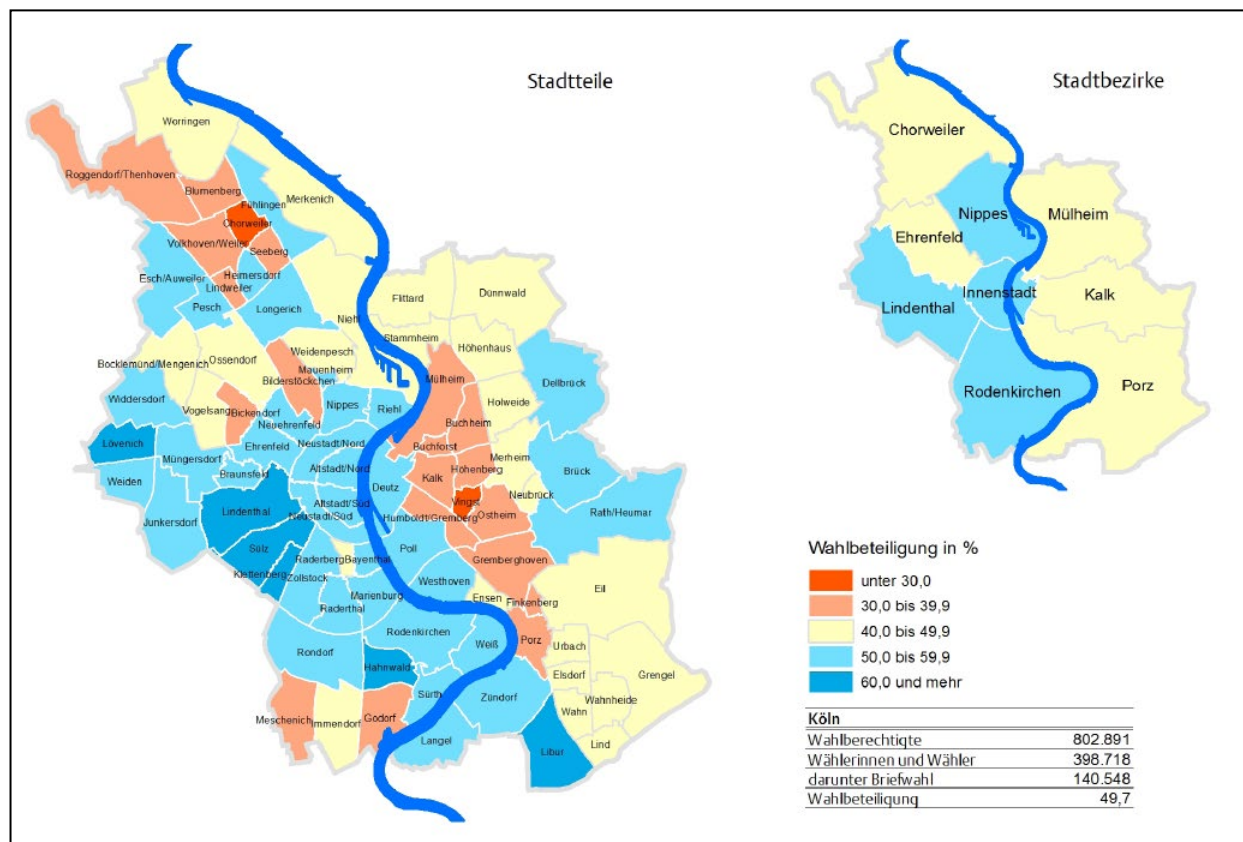 Stadtteile
Worringen
Roggendorf/Thenhoven
Blumenberg
Fühlingen
Merkenich
Chorweiler
Volkhoven/Weiler
Seeberg
Heimersdorf
Esch/Auweiler
Lindweiler
Pesch
Longerich
Flittard
Dünnwald
Niehl
Stammheim
Höhenhaus
Weidenpesch
Ossendorf
Bocklemünd/Mengenich
Mauenheim
Bilderstöckchen
Mülheim
Dellbrück
Widdersdorf
Nippes
Riehl
Holweide
Vogelsang
Bickendorf
Neuehrenfeld
Buchheim
Lövenich
Ehrenfeld
Neustadt/Nord
Buchforst
Müngersdorf
Merheim
Altstadt/Nord
Höhenberg
Brück
Weiden
Braunsfeld
Deutz
Kalk
Neubrück
Altstadt/Süd
Vingst
Lindenthal
Neustadt/Süd
Humboldt/Gremberg
Ostheim
Rath/Heumar
Junkersdorf
Sülz
Poll
Raderberg
Bayenthal
Gremberghoven
Klettenberg
Zollstock
Westhoven
Marienburg
Ensen
Eil
Raderthal
Finkenberg
Rodenkirchen
Weiß
Porz
Urbach
Rondorf
Hahnwald
Elsdorf
Grengel
Sürth
Zündorf
Wahnheide
Meschenich
Immendorf
Godorf
Wahn
Langel
Libur
Lind
Stadtbezirke
Chorweiler
Nippes
Mülheim
Ehrenfeld
Innenstadt
Kalk
Lindenthal
Rodenkirchen
Porz
Wahlbeteiligung in %
unter 30,0
30,0 bis 39,9
40,0 bis 49,9
50,0 bis 59,9
60,0 und mehr
Köln
Wahlberechtigte 802.891
Wählerinnen und Wähler 398.718
darunter Briefwahl 140.548
Wahlbeteiligung 49,7